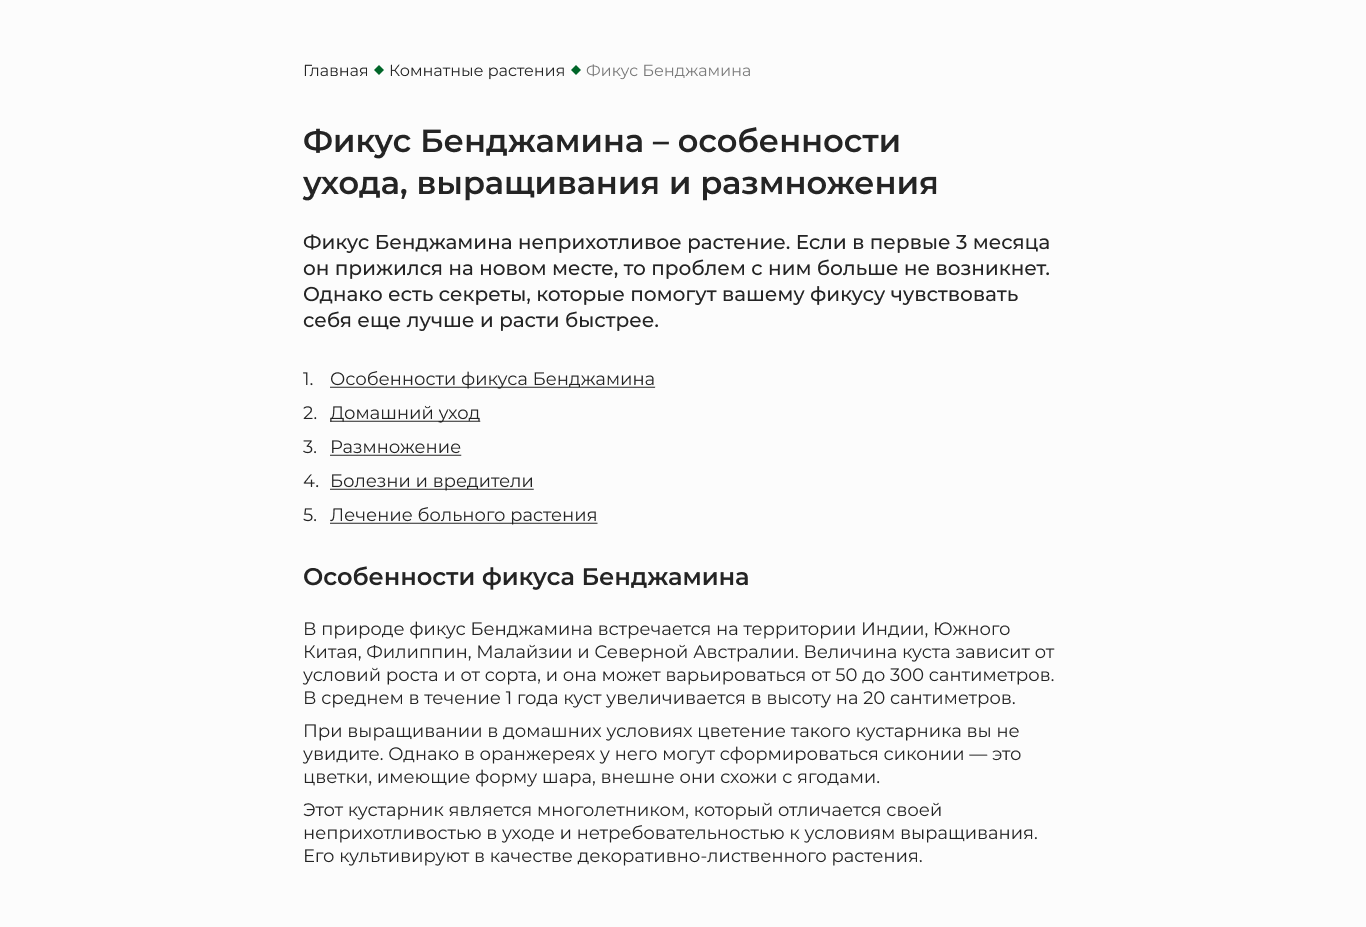 Главная ◆ Комнатные растения ◆ Фикус Бенджамина
Фикус Бенджамина – особенности
ухода, выращивания и размножения
Фикус Бенджамина неприхотливое растение. Если в первые 3 месяца
он прижился на новом месте, то проблем с ним больше не возникнет.
Однако есть секреты, которые помогут вашему фикусу чувствовать
себя еще лучше и расти быстрее.
1. Особенности фикуса Бенджамина
2. Домашний уход
3. Размножение
4. Болезни и вредители
5. Лечение больного растения
Особенности фикуса Бенджамина
В природе фикус Бенджамина встречается на территории Индии, Южного
Китая, Филиппин, Малайзии и Северной Австралии. Величина куста зависит от
условий роста и от сорта, и она может варьироваться от 50 до 300 сантиметров.
В среднем в течение 1 года куст увеличивается в высоту на 20 сантиметров.
При выращивании в домашних условиях цветение такого кустарника вы не
увидите. Однако в оранжереях у него могут сформироваться сиконии — это
цветки, имеющие форму шара, внешне они схожи с ягодами.
Этот кустарник является многолетником, который отличается своей
неприхотливостью в уходе и нетребовательностью к условиям выращивания.
Его культивируют в качестве декоративно-лиственного растения.